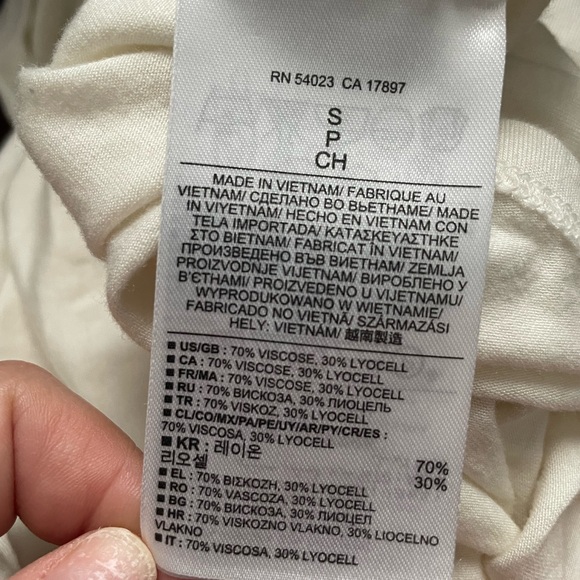 RN 54023 CA 17897
S
P
CH
MADE IN VIETNAM/ FABRIQUE AU
VIETNAM/ СДЕЛАНО ВО ВЬЕТНАМЕ/ MADE
IN VIYETNAM/ HECHO EN VIETNAM CON
TELA IMPORTADA/ ΚΑΤΑΣΚΕΥΑΣΤΗΚΕ
ΣΤΟ ΒΙΕΤΝΑΜ/ FABRICAT ÎN VIETNAM/
ПРОИЗВЕДЕНО ВЪВ ВИЕТНАМ/ ZEMLJA
PROIZVODNJE VIJETNAM/ ВИРОБЛЕНО У
В'ЄТНАМІ/ PROIZVEDENO U VIJETNAMU/
WYPRODUKOWANO W WIETNAMIE/
FABRICADO NO VIETNÃ/ SZÁRMAZÁSI
HELY: VIETNÁM/ 越南製造
■ US/GB : 70% VISCOSE, 30% LYOCELL
■ CA : 70% VISCOSE, 30% LYOCELL
■ FR/MA : 70% VISCOSE, 30% LYOCELL
■ RU : 70% ВИСКОЗА, 30% ЛИОЦЕЛЬ
■ TR : 70% VISKOZ, 30% LYOCELL
■ CL/CO/MX/PA/PE/UY/AR/PY/CR/ES :
70% VISCOSA, 30% LYOCELL
■ KR : 레이온 70%
리오셀 30%
■ EL : 70% ΒΙΣΚΟΖΗ, 30% LYOCELL
■ RO : 70% VASCOZA, 30% LYOCELL
■ BG : 70% ВИСКОЗА, 30% ЛИОЦЕЛ
■ HR : 70% VISKOZNO VLAKNO, 30% LIOCELNO
VLAKNO
■ IT : 70% VISCOSA, 30% LYOCELL